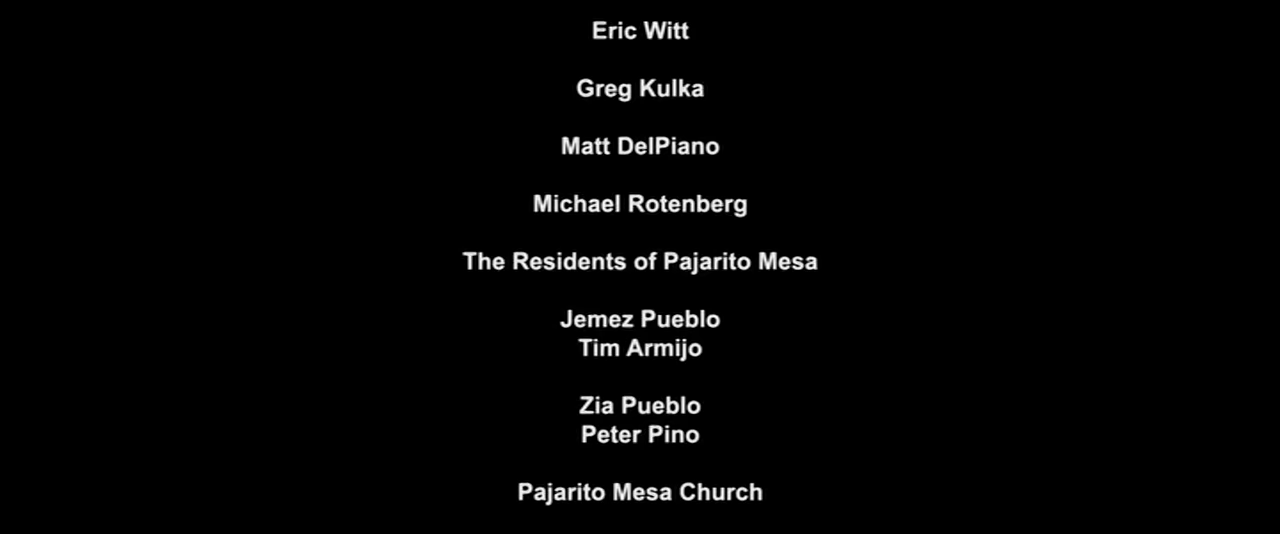 Eric Witt
Greg Kulka
Matt DelPiano
Michael Rotenberg
The Residents of Pajarito Mesa
Jemez Pueblo
Tim Armijo
Zia Pueblo
Peter Pino
Pajarito Mesa Church